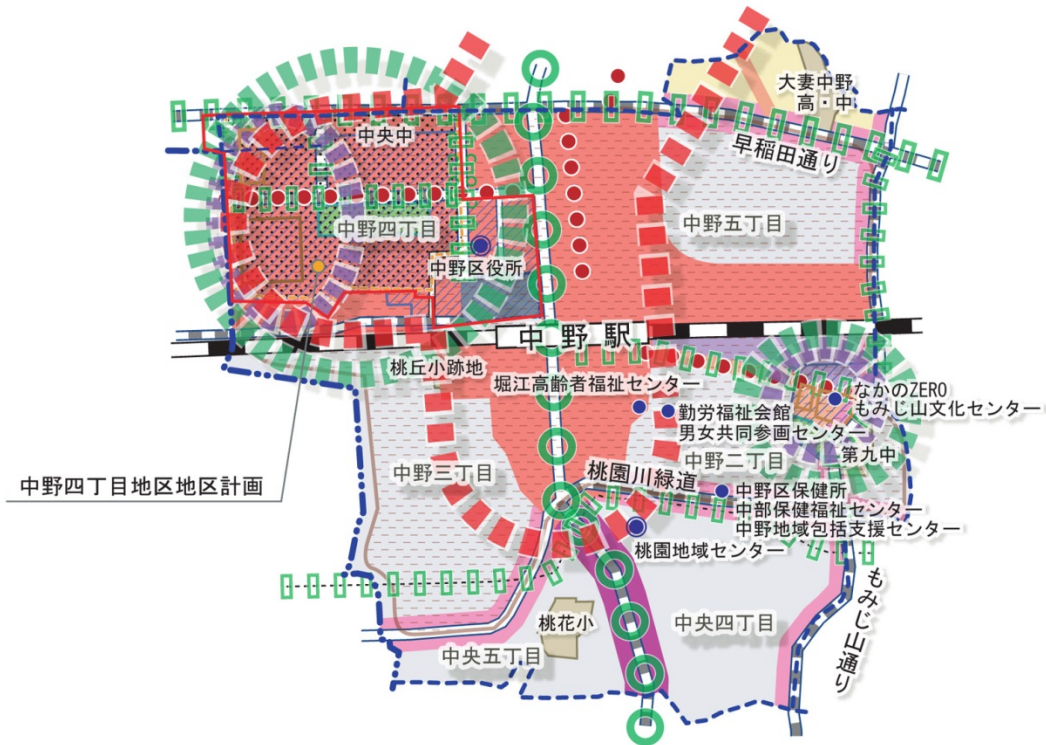 大妻中野
高・中
中央中
早稲田通り
中野四丁目
中野五丁目
中野区役所
中野駅
桃丘小跡地
堀江高齢者福祉センター
なかのZERO
もみじ山文化センター
勤労福祉会館
男女共同参画センター
第九中
中野三丁目
中野二丁目
桃園川緑道
中野四丁目地区地区計画
中野区保健所
中部保健福祉センター
中野地域包括支援センター
桃園地域センター
もみじ山通り
桃花小
中央四丁目
中央五丁目